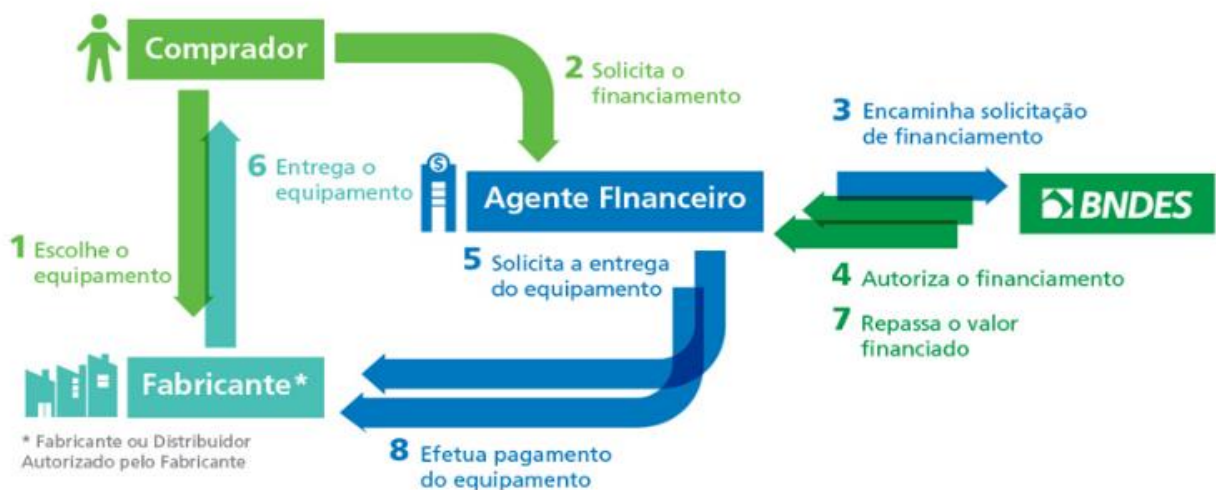 Comprador
2 Solicita o
financiamento
3 Encaminha solicitação
de financiamento
6 Entrega o
equipamento
$
Agente FInanceiro
BNDES
1 Escolhe o
equipamento
5 Solicita a entrega
do equipamento
4 Autoriza o financiamento
7 Repassa o valor
financiado
Fabricante*
* Fabricante ou Distribuidor
Autorizado pelo Fabricante
8 Efetua pagamento
do equipamento